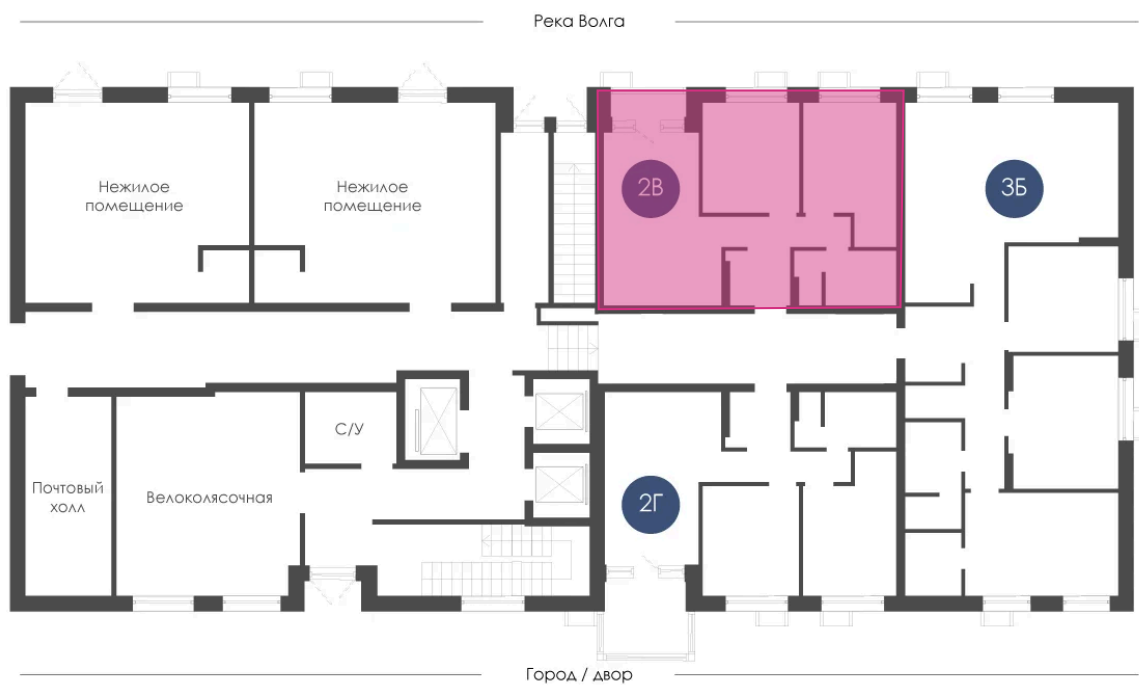 Река Волга
Нежилое
помещение
Нежилое
помещение
2В
3Б
С/У
Почтовый
холл
Велоколясочная
2Г
Город / двор